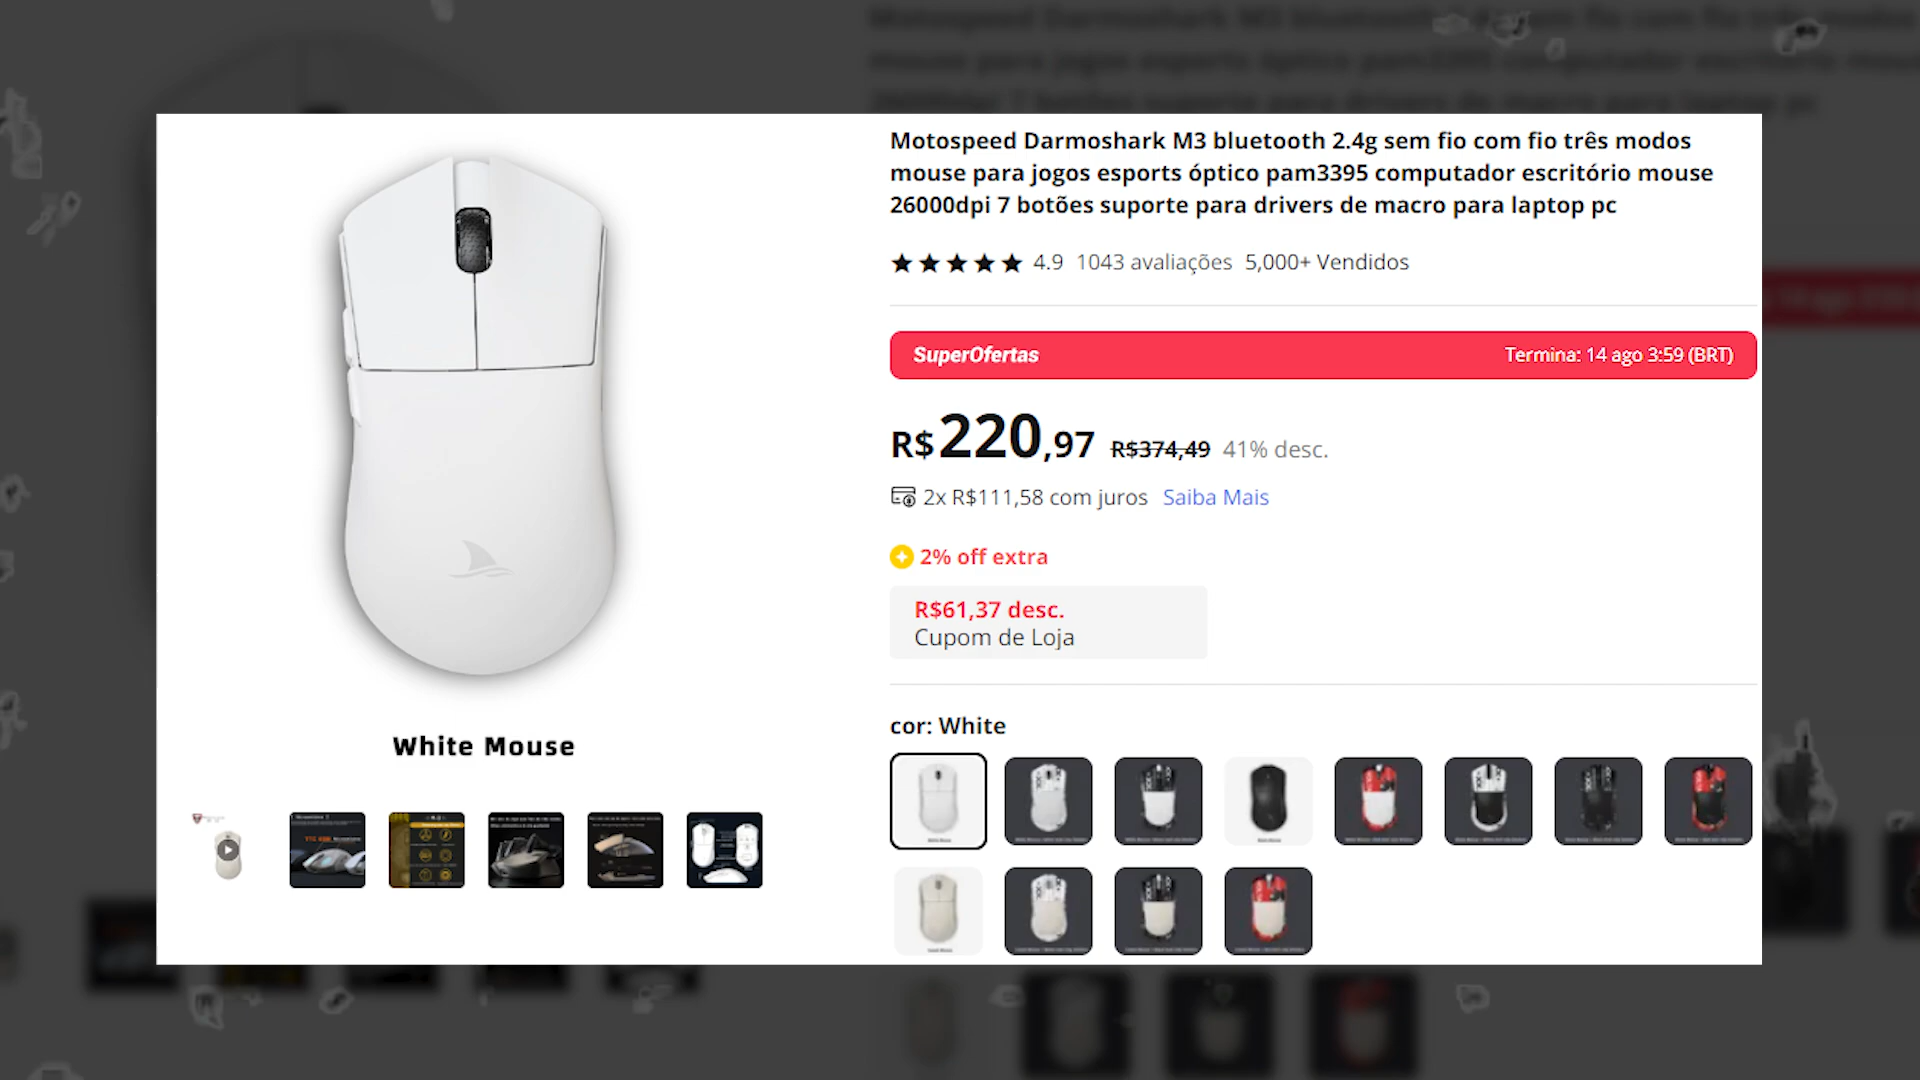 Motospeed Darmoshark M3 bluetooth 2.4g sem fio com fio três modos
mouse para jogos esports óptico pam3395 computador escritório mouse
26000dpi 7 botões suporte para drivers de macro para laptop pc
4.9 1043 avaliações 5,000+ Vendidos
SuperOfertas Termina: 14 ago 3:59 (BRT)
R$220,97 R$374,49 41% desc.
2x R$111,58 com juros Saiba Mais
2% off extra
R$61,37 desc.
Cupom de Loja
cor: White
White Mouse